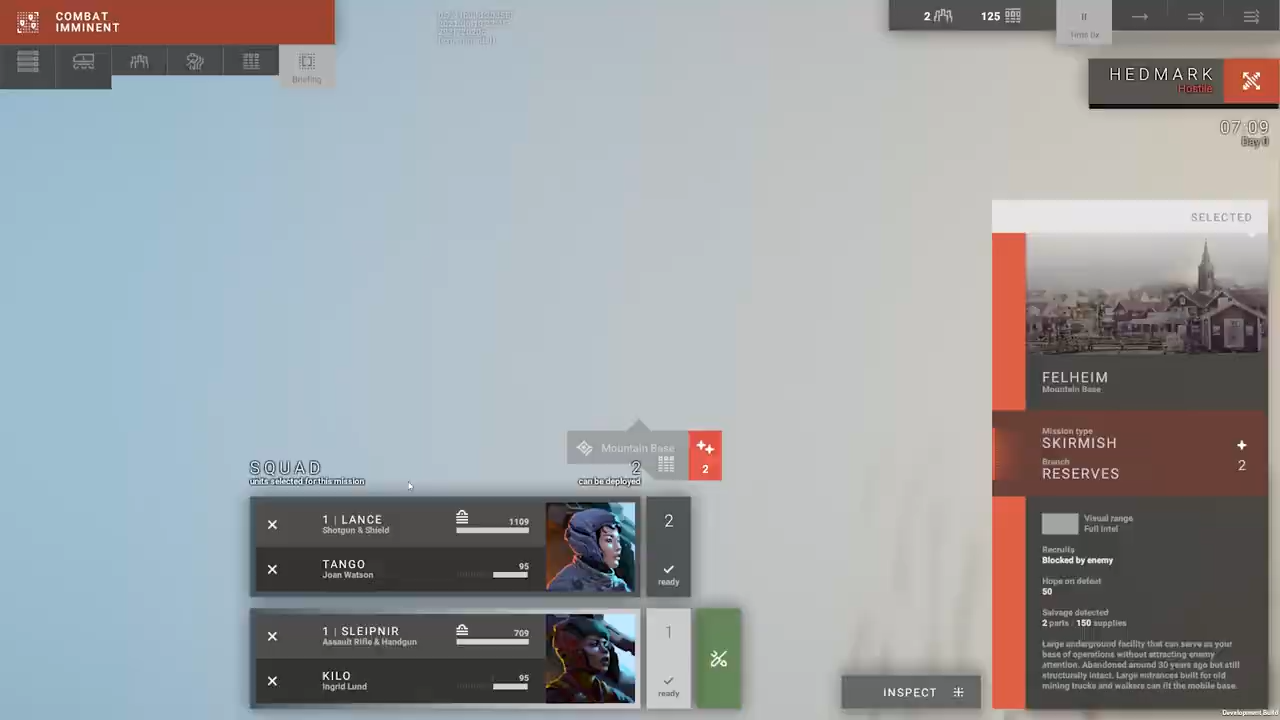 COMBAT
IMMINENT
2
125
Time 0x
Briefing
HEDMARK
Hostile
07:09
Day 0
SELECTED
FELHEIM
Mountain Base
Mission type
SKIRMISH
Branch
RESERVES
2
Visual range
Full intel
Recruits
Blocked by enemy
Hope on defeat
50
Salvage detected
2 parts · 150 supplies
Large underground facility that can serve as your
base of operations without attracting enemy
attention. Abandoned around 30 years ago but still
structurally intact. Large entrances built for old
mining trucks and walkers can fit the mobile base.
Mountain Base
2
SQUAD
units selected for this mission
2
can be deployed
1 | LANCE
Shotgun & Shield
1109
TANGO
Joan Watson
95
2
ready
1 | SLEIPNIR
Assault Rifle & Handgun
709
KILO
Ingrid Lund
95
1
ready
INSPECT
Development Build